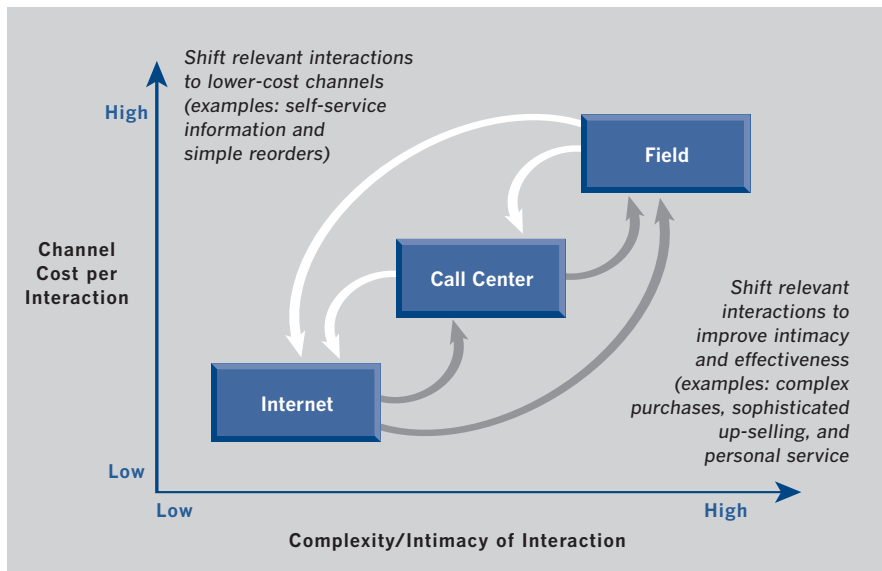 Shift relevant interactions
to lower-cost channels
(examples: self-service
information and
simple reorders)
High
Field
Channel
Cost per
Interaction
Call Center
Shift relevant
interactions to
improve intimacy
and effectiveness
(examples: complex
purchases, sophisticated
up-selling, and
personal service
Internet
Low
Low
High
Complexity/Intimacy of Interaction